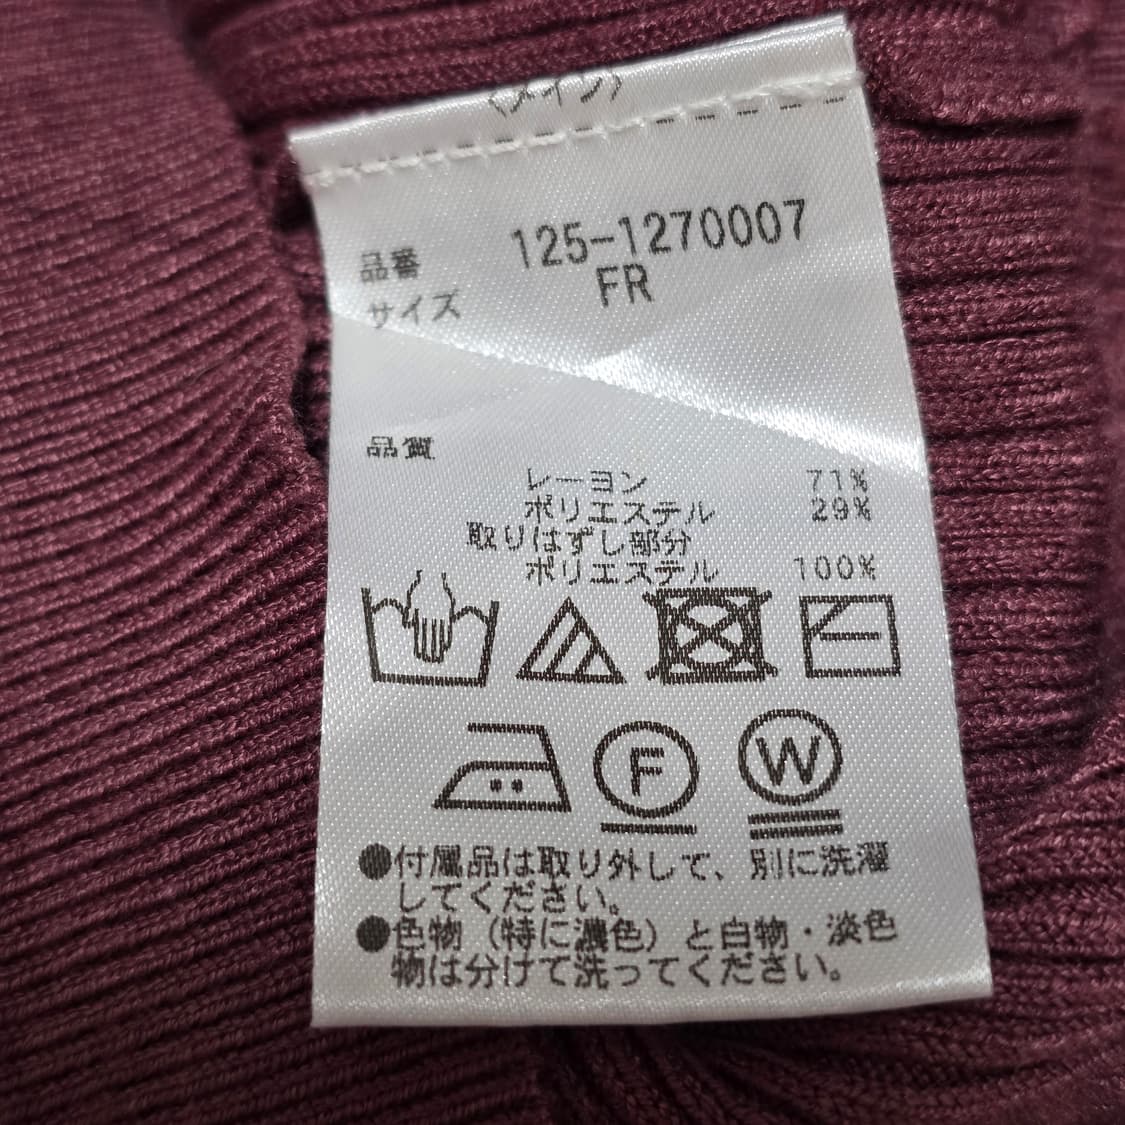 〈メイン〉
品番 125-1270007
サイズ FR
品質
レーヨン 71%
ポリエステル 29%
取りはずし部分
ポリエステル 100%
F W
●付属品は取り外して、別に洗濯
してください。
●色物（特に濃色）と白物・淡色
物は分けて洗ってください。